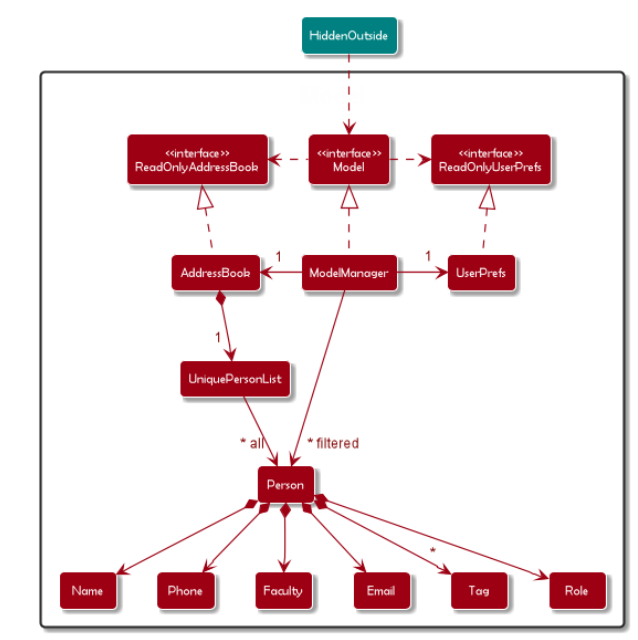 HiddenOutside
<<interface>>
ReadOnlyAddressBook
<<interface>>
Model
<<interface>>
ReadOnlyUserPrefs
AddressBook
1
ModelManager
1
UserPrefs
1
UniquePersonList
* all
* filtered
Person
*
Name
Phone
Faculty
Email
Tag
Role